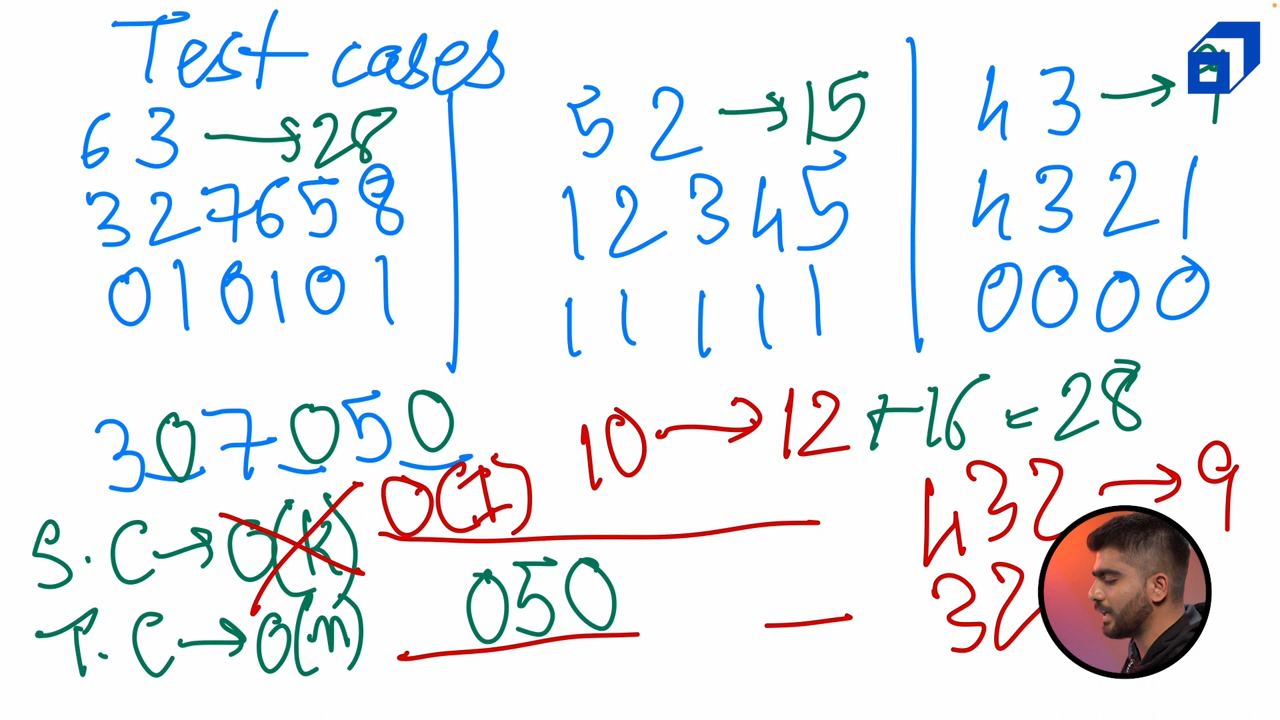 Test cases
6 3 → 28
3 2 7 6 5 8
0 1 0 1 0 1
5 2 → 15
1 2 3 4 5
1 1 1 1 1
4 3 → 9
4 3 2 1
0 0 0 0
3 0 7 0 5 0
10 → 12 + 16 = 28
S.C → O(k) O(1)
T.C → O(n)
0 5 0
4 3 2 → 9
3 2